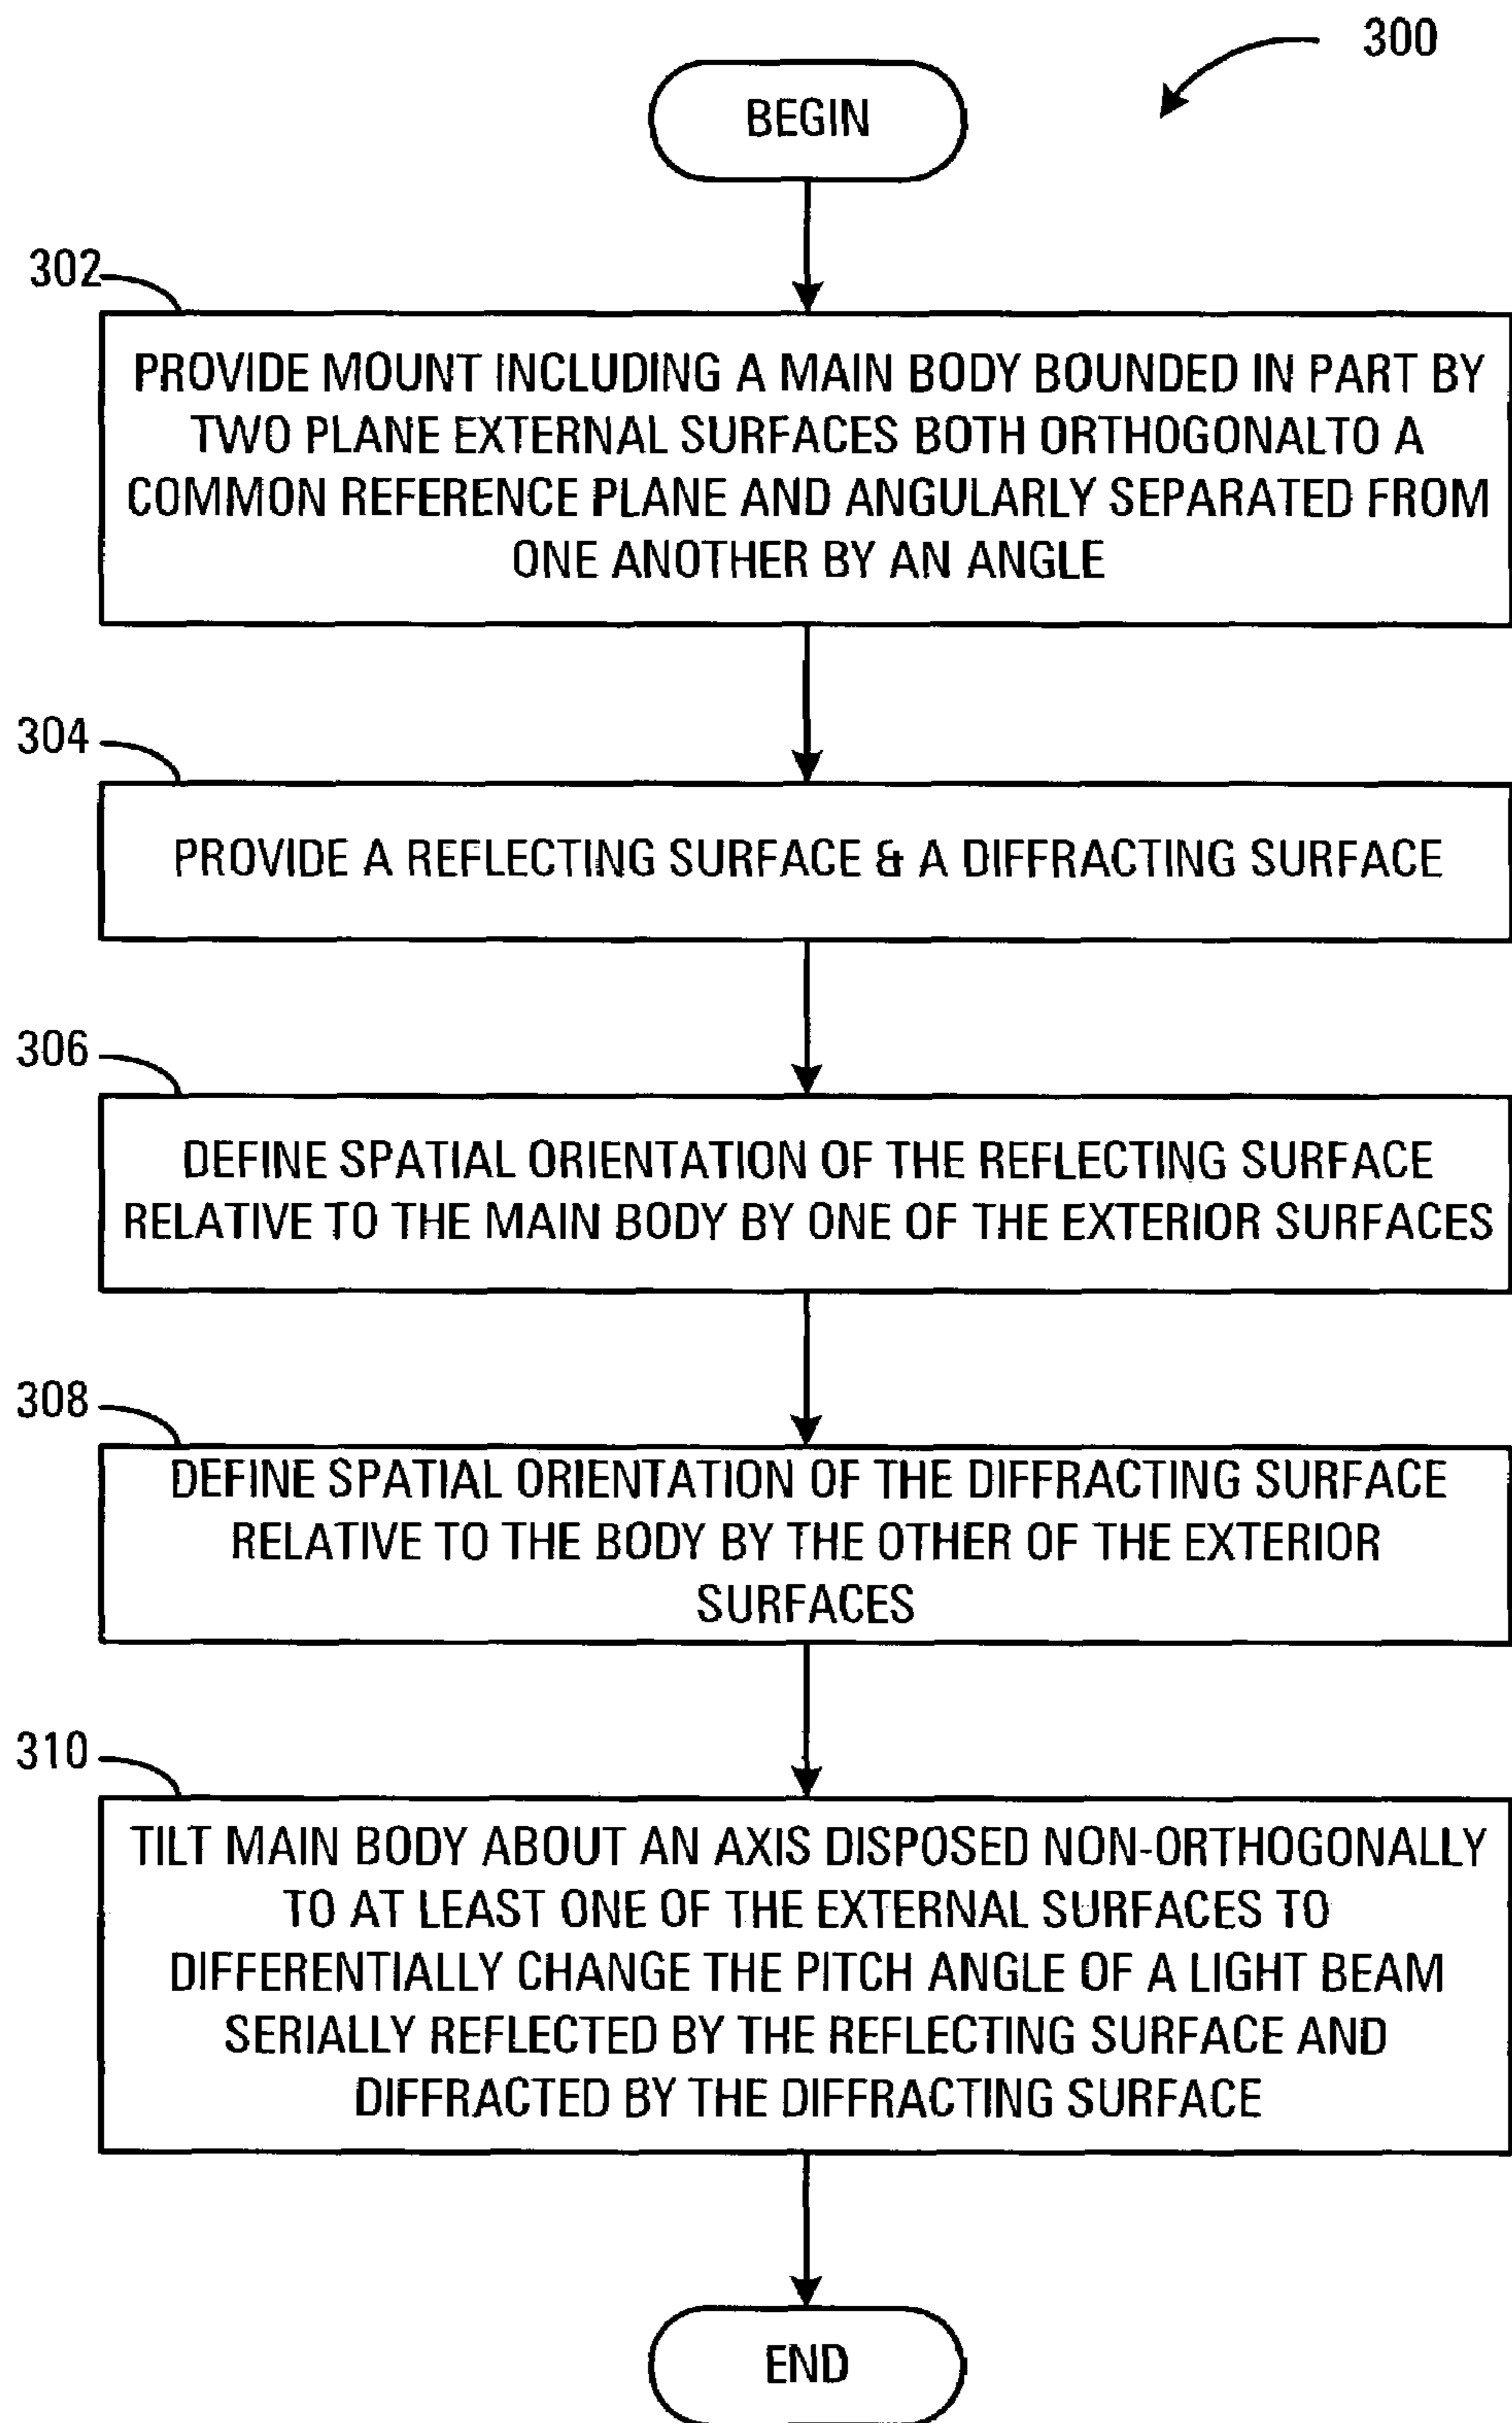 300
BEGIN
302
PROVIDE MOUNT INCLUDING A MAIN BODY BOUNDED IN PART BY
TWO PLANE EXTERNAL SURFACES BOTH ORTHOGONALTO A
COMMON REFERENCE PLANE AND ANGULARLY SEPARATED FROM
ONE ANOTHER BY AN ANGLE
304
PROVIDE A REFLECTING SURFACE & A DIFFRACTING SURFACE
306
DEFINE SPATIAL ORIENTATION OF THE REFLECTING SURFACE
RELATIVE TO THE MAIN BODY BY ONE OF THE EXTERIOR SURFACES
308
DEFINE SPATIAL ORIENTATION OF THE DIFFRACTING SURFACE
RELATIVE TO THE BODY BY THE OTHER OF THE EXTERIOR
SURFACES
310
TILT MAIN BODY ABOUT AN AXIS DISPOSED NON-ORTHOGONALLY
TO AT LEAST ONE OF THE EXTERNAL SURFACES TO
DIFFERENTIALLY CHANGE THE PITCH ANGLE OF A LIGHT BEAM
SERIALLY REFLECTED BY THE REFLECTING SURFACE AND
DIFFRACTED BY THE DIFFRACTING SURFACE
END